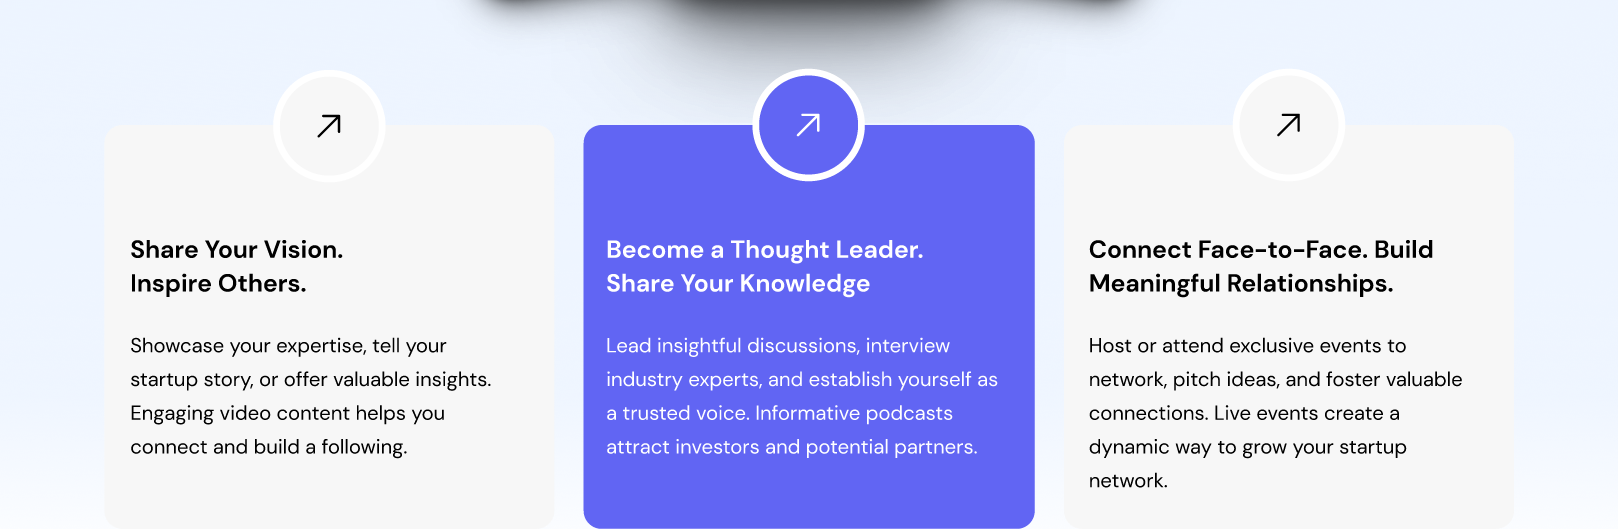 Share Your Vision.
Inspire Others.
Showcase your expertise, tell your
startup story, or offer valuable insights.
Engaging video content helps you
connect and build a following.
Become a Thought Leader.
Share Your Knowledge
Lead insightful discussions, interview
industry experts, and establish yourself as
a trusted voice. Informative podcasts
attract investors and potential partners.
Connect Face-to-Face. Build
Meaningful Relationships.
Host or attend exclusive events to
network, pitch ideas, and foster valuable
connections. Live events create a
dynamic way to grow your startup
network.